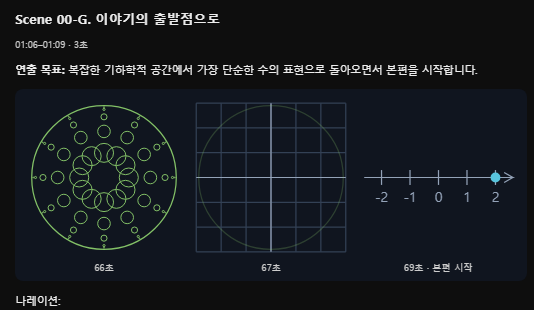 Scene 00-G. 이야기의 출발점으로
01:06–01:09 · 3초
연출 목표: 복잡한 기하학적 공간에서 가장 단순한 수의 표현으로 돌아오면서 본편을 시작합니다.
-2 -1 0 1 2
66초 67초 69초 · 본편 시작
나레이션: